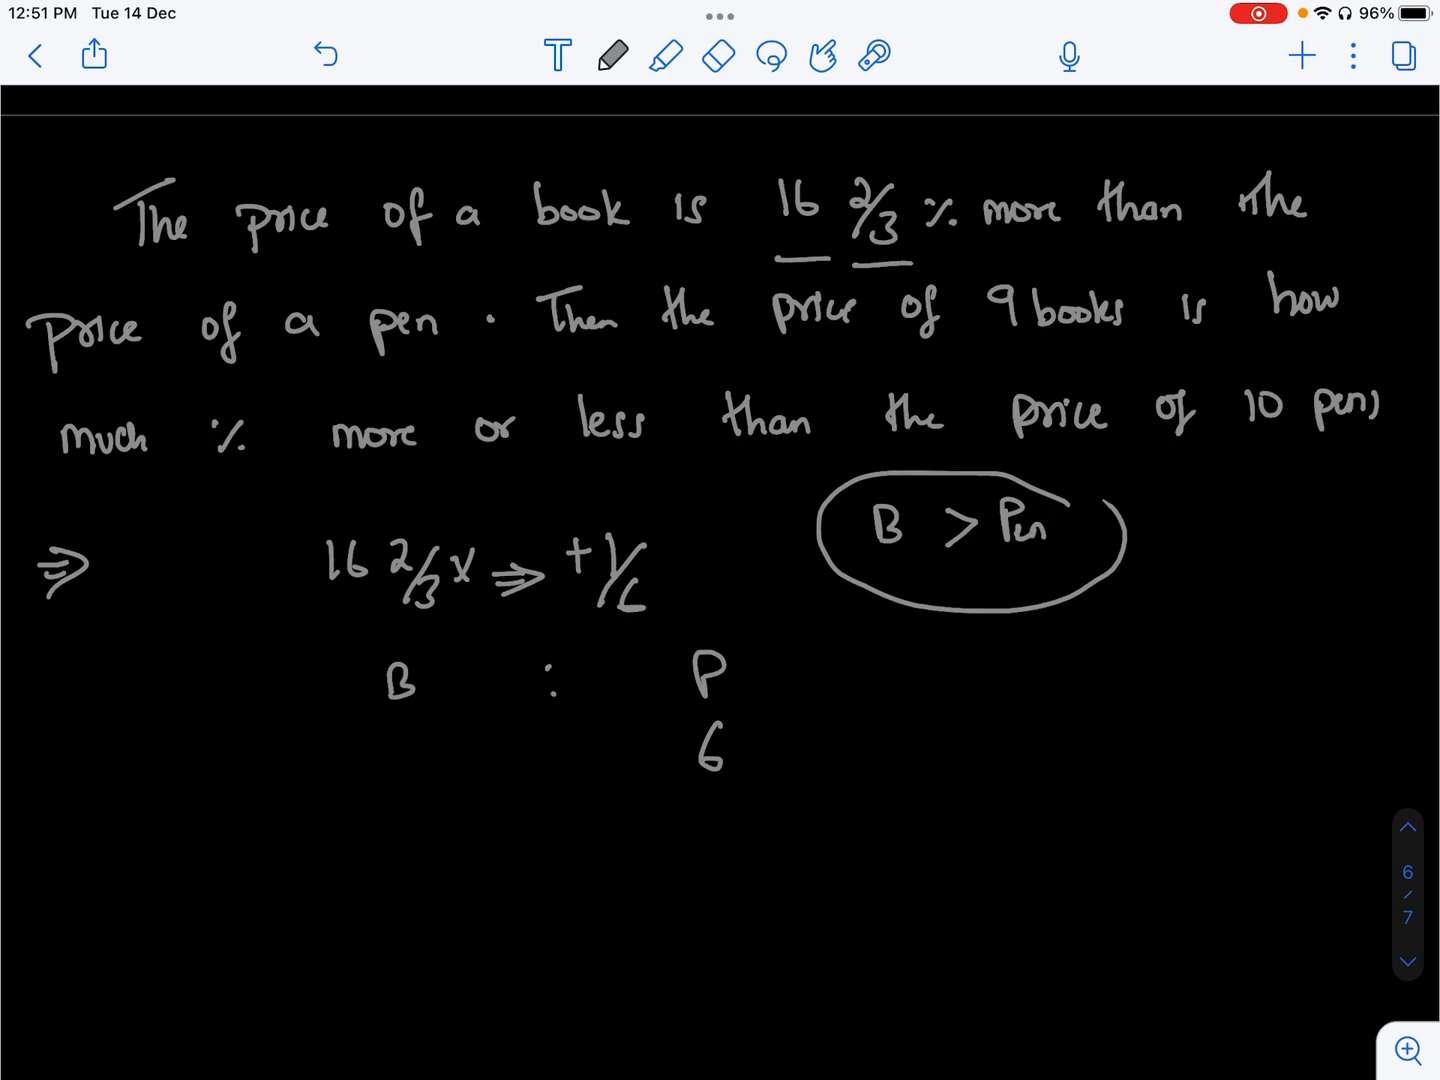 12:51 PM Tue 14 Dec
96%
T
The price of a book is 16 2/3 % more than the
price of a pen . Then the price of 9 books is how
much % more or less than the price of 10 pens
B > Pen
⇒ 16 2/3 % ⇒ + 1/6
B : P
6
6
/
7